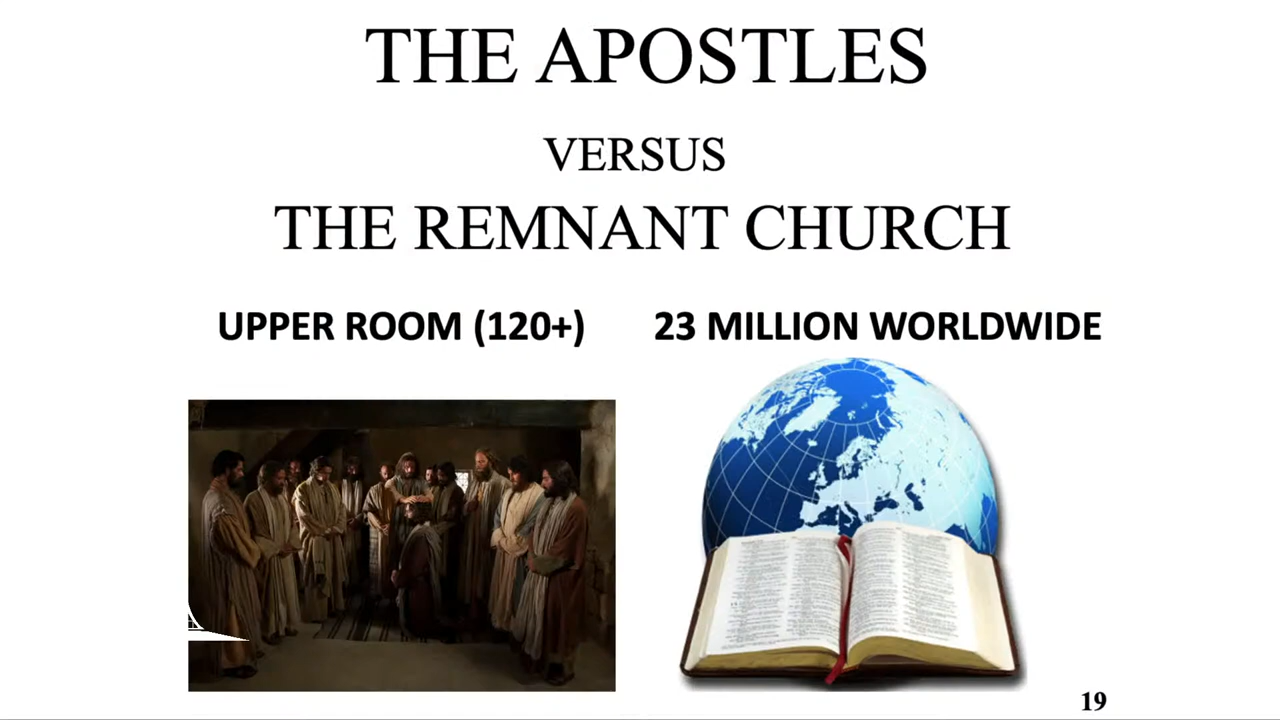 THE APOSTLES
VERSUS
THE REMNANT CHURCH
UPPER ROOM (120+)
23 MILLION WORLDWIDE
19